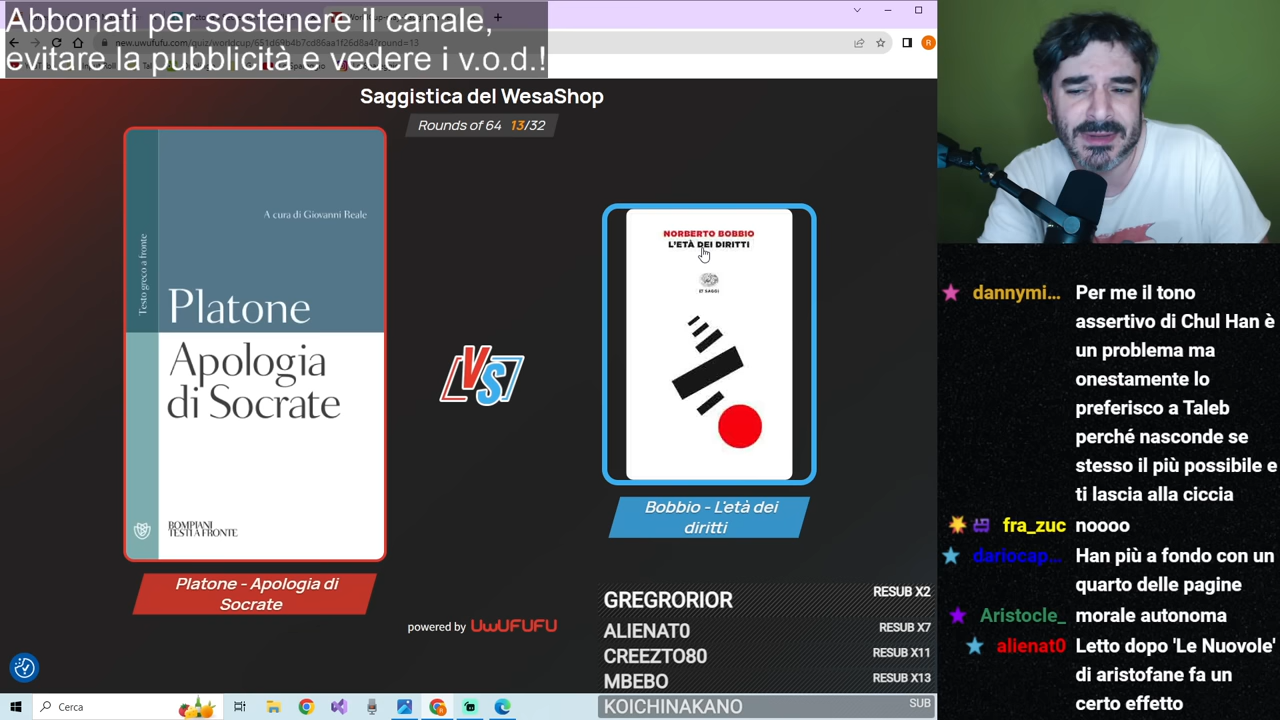 Abbonati per sostenere il canale,
evitare la pubblicità e vedere i v.o.d.!
Saggistica del WesaShop
Rounds of 64 13/32
A cura di Giovanni Reale
Testo greco a fronte
Platone
Apologia
di Socrate
BOMPIANI
TESTI A FRONTE
Platone - Apologia di
Socrate
VS
NORBERTO BOBBIO
L'ETÀ DEI DIRITTI
ET SAGGI
Bobbio - L'età dei
diritti
powered by UwUFUFU
GREGRORIOR RESUB X2
ALIENAT0 RESUB X7
CREEZTO80 RESUB X11
MBEBO RESUB X13
KOICHINAKANO SUB
dannymi... Per me il tono
assertivo di Chul Han è
un problema ma
onestamente lo
preferisco a Taleb
perché nasconde se
stesso il più possibile e
ti lascia alla ciccia
fra_zuc noooo
dariocap... Han più a fondo con un
quarto delle pagine
Aristocle_ morale autonoma
alienat0 Letto dopo 'Le Nuovole'
di aristofane fa un
certo effetto
Cerca